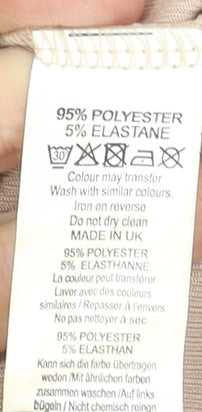 95% POLYESTER
5% ELASTANE
30
Colour may transfer
Wash with similar colours.
Iron on reverse
Do not dry clean
MADE IN UK
95% POLYESTER
5% ELASTHANNE
La couleur peut transférer
Laver avec des couleurs
similaires / Repasser à l'envers
Ne pas nettoyer à sec
95% POLYESTER
5% ELASTHAN
Kann sich die farbe übertragen
weden /Mit ähnlichen farben
zusammen waschen /Auf links
bügeln / Nicht chemisch reinigen